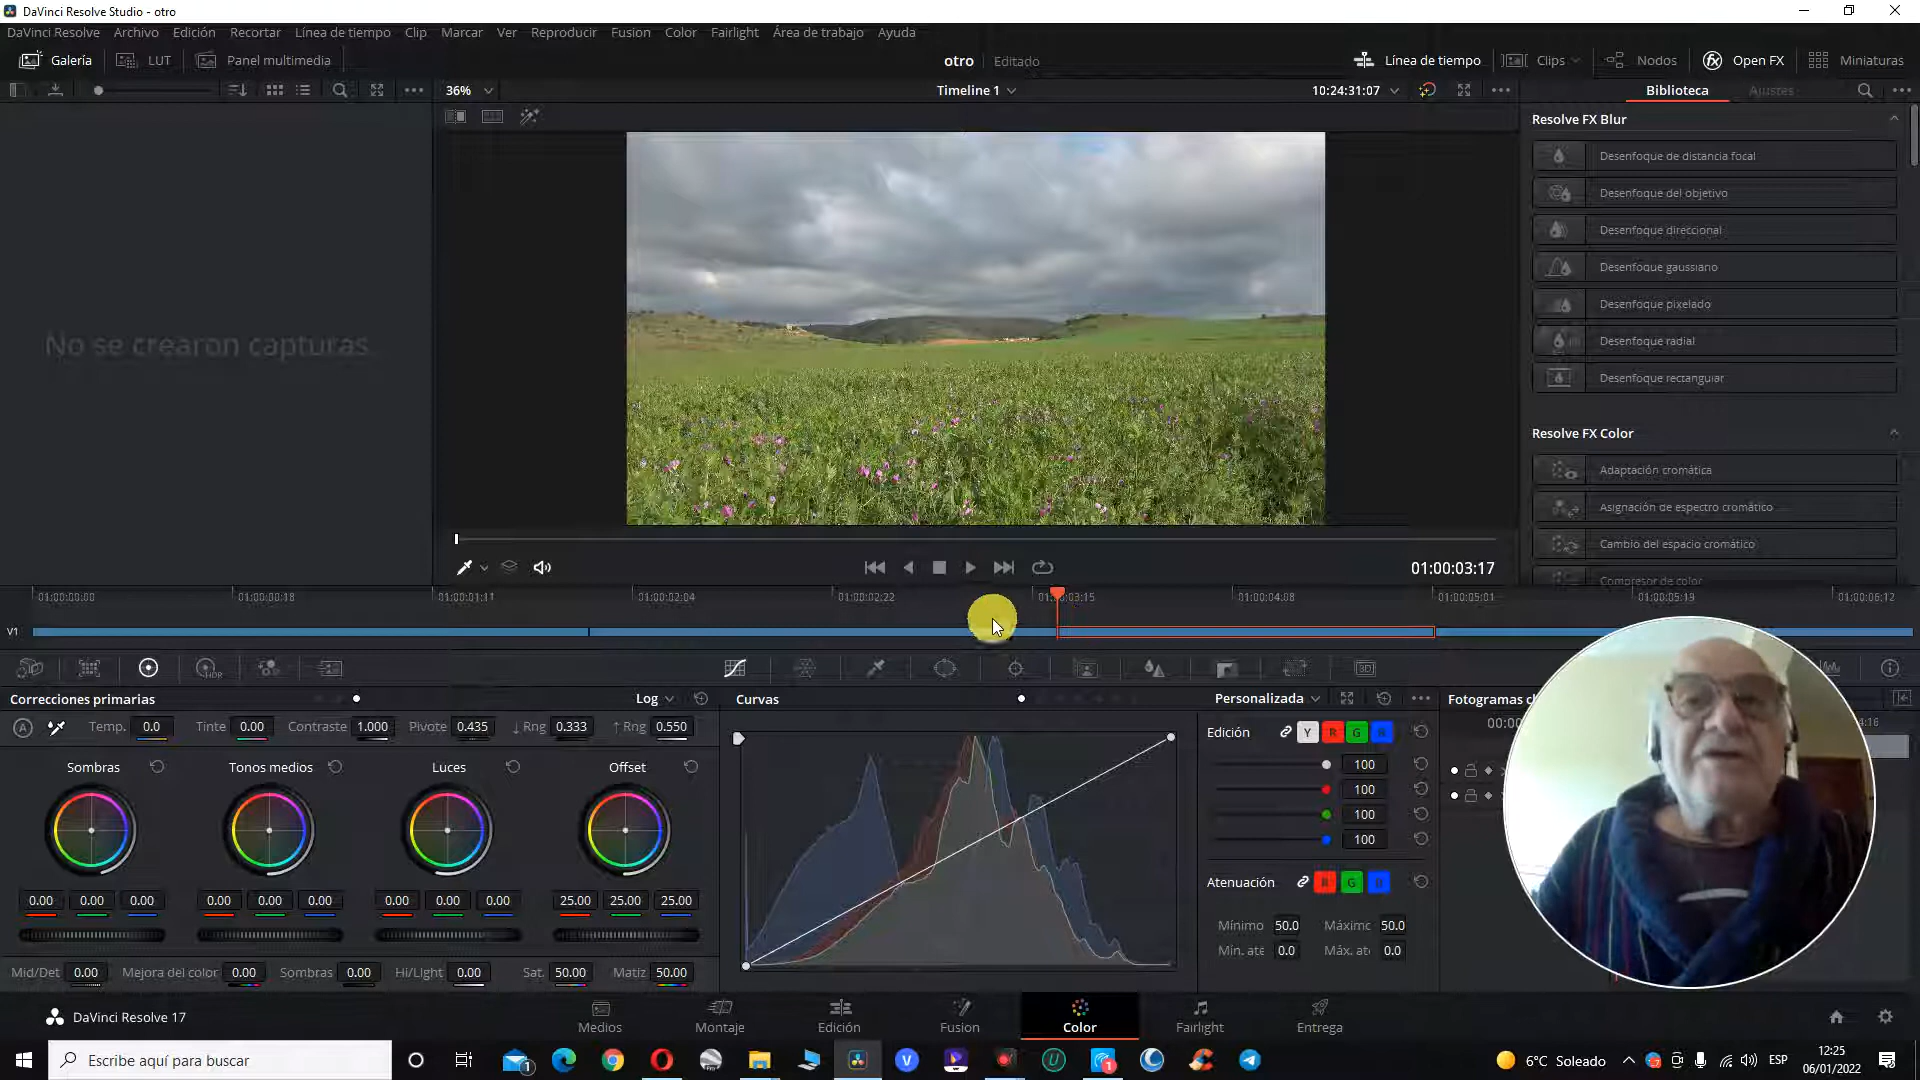 DaVinci Resolve Studio - otro
DaVinci Resolve Archivo Edición Recortar Línea de tiempo Clip Marcar Ver Reproducir Fusion Color Fairlight Área de trabajo Ayuda
Galería LUT Panel multimedia otro Editado Línea de tiempo Clips Nodos Open FX Miniaturas
36% Timeline 1 10:24:31:07 Biblioteca Ajustes
Resolve FX Blur
Desenfoque de distancia focal
Desenfoque del objetivo
Desenfoque direccional
Desenfoque gaussiano
Desenfoque pixelado
Desenfoque radial
Desenfoque rectangular
Resolve FX Color
Adaptación cromática
Asignación de espectro cromático
Cambio del espacio cromático
Compresor de color
No se crearon capturas
01:00:03:17
01:00:00:00 01:00:00:18 01:00:01:11 01:00:02:04 01:00:02:22 01:00:03:15 01:00:04:08 01:00:05:01 01:00:05:19 01:00:06:12
V1
HDR 3D
Correcciones primarias Log Curvas Personalizada Fotogramas
A Temp. 0.0 Tinte 0.00 Contraste 1.000 Pivote 0.435 ↓ Rng 0.333 ↑ Rng 0.550
Edición Y R G B
Sombras Tonos medios Luces Offset
100
100
100
100
Atenuación R G B
0.00 0.00 0.00 0.00 0.00 0.00 0.00 0.00 0.00 25.00 25.00 25.00
Mínimo 50.0 Máximo 50.0
Mín. ate 0.0 Máx. ate 0.0
Mid/Det 0.00 Mejora del color 0.00 Sombras 0.00 Hi/Light 0.00 Sat. 50.00 Matiz 50.00
DaVinci Resolve 17 Medios Montaje Edición Fusion Color Fairlight Entrega
Escribe aquí para buscar
6°C Soleado ESP 12:25
06/01/2022